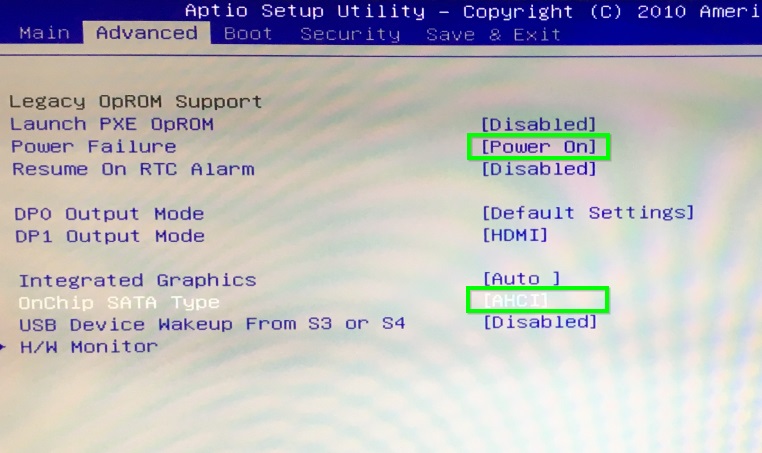 Aptio Setup Utility – Copyright (C) 2010 Ameri
Main Advanced Boot Security Save & Exit
Legacy OpROM Support
Launch PXE OpROM [Disabled]
Power Failure [Power On]
Resume On RTC Alarm [Disabled]
DP0 Output Mode [Default Settings]
DP1 Output Mode [HDMI]
Integrated Graphics [Auto ]
OnChip SATA Type [AHCI]
USB Device Wakeup From S3 or S4 [Disabled]
H/W Monitor